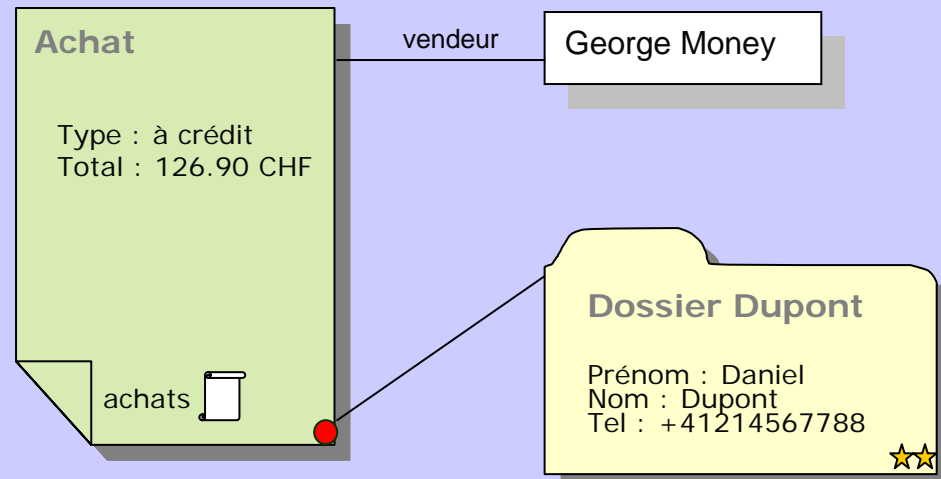 Achat
Type : à crédit
Total : 126.90 CHF
achats
vendeur
George Money
Dossier Dupont
Prénom : Daniel
Nom : Dupont
Tel : +41214567788